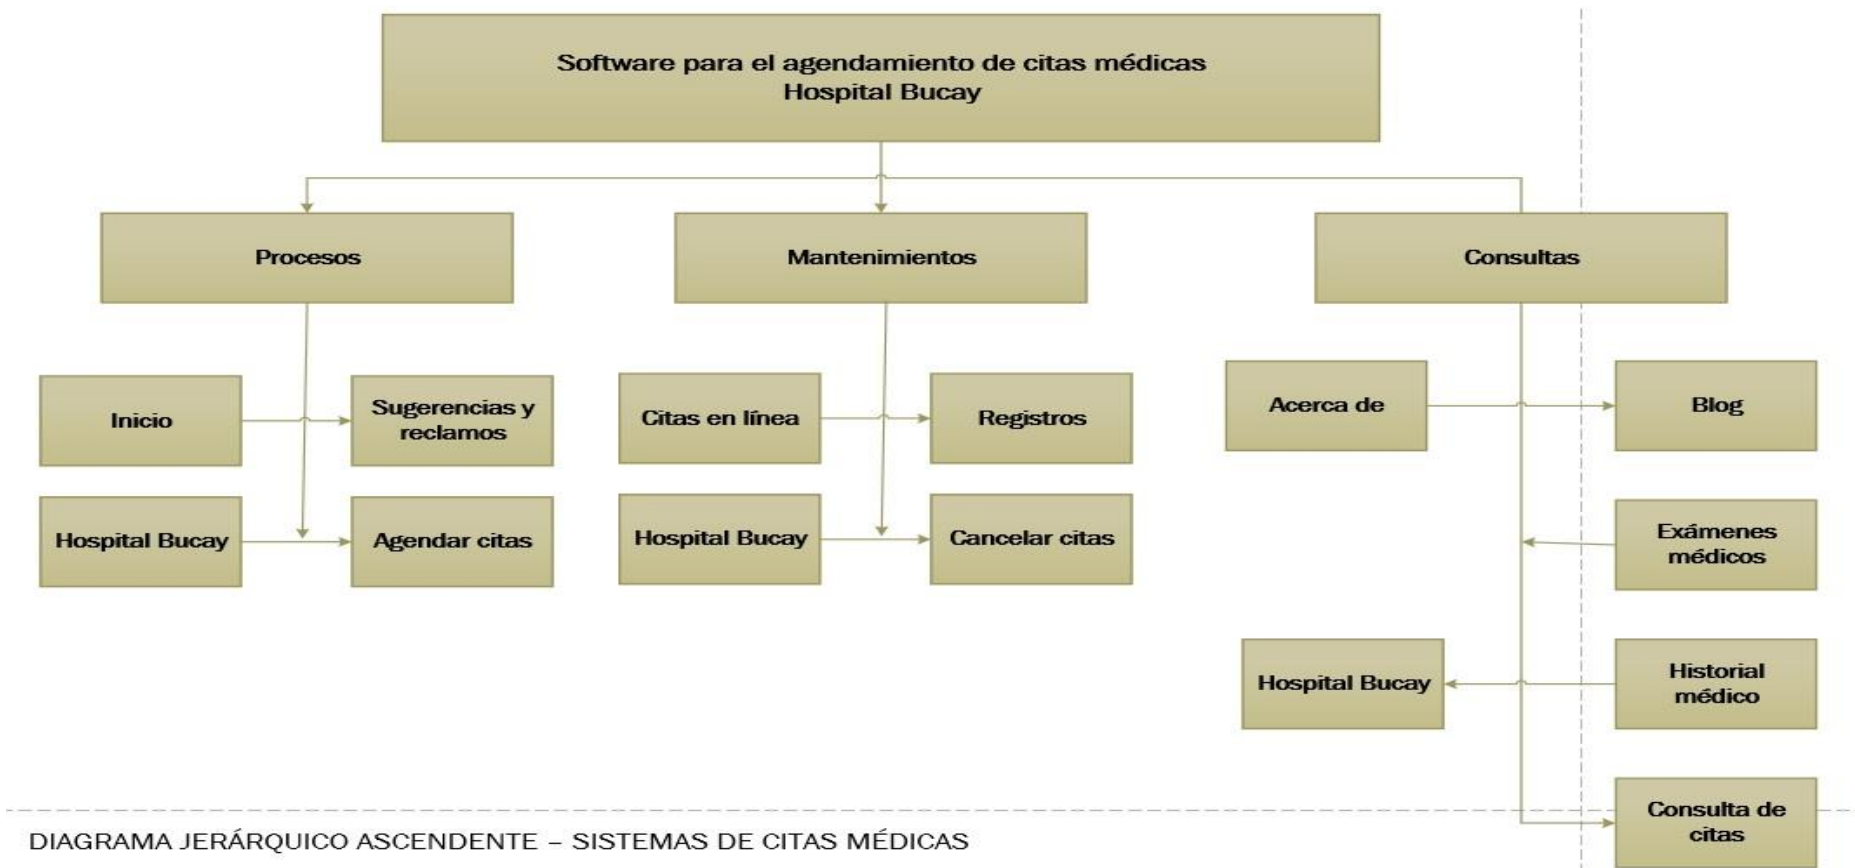 Software para el agendamiento de citas médicas
Hospital Bucay
Procesos
Mantenimientos
Consultas
Inicio
Sugerencias y
reclamos
Hospital Bucay
Agendar citas
Citas en línea
Registros
Hospital Bucay
Cancelar citas
Acerca de
Blog
Exámenes
médicos
Hospital Bucay
Historial
médico
Consulta de
citas
DIAGRAMA JERÁRQUICO ASCENDENTE – SISTEMAS DE CITAS MÉDICAS